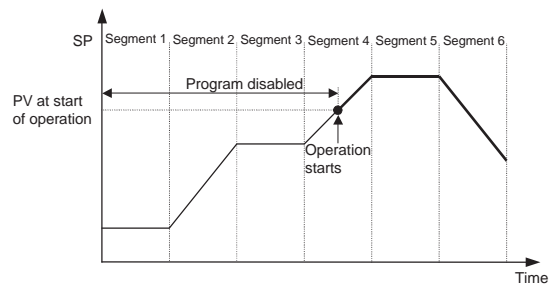 SP
Segment 1 Segment 2 Segment 3 Segment 4 Segment 5 Segment 6
Program disabled
PV at start
of operation
Operation
starts
Time